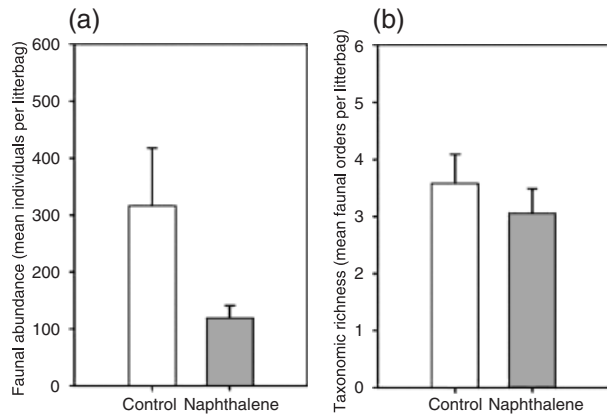 (a)
Faunal abundance (mean individuals per litterbag)
600
500
400
300
200
100
0
Control Naphthalene
(b)
Taxonomic richness (mean faunal orders per litterbag)
6
5
4
3
2
1
0
Control Naphthalene